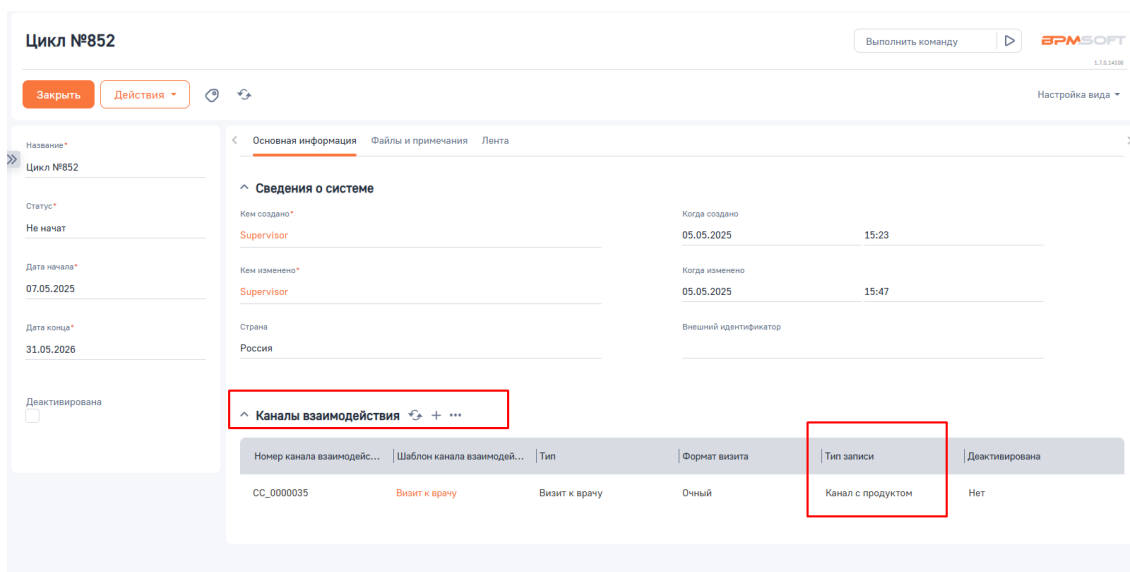 Цикл №852
Выполнить команду
BPMSOFT
1.7.0.14108
Закрыть
Действия
Настройка вида
Название*
Цикл №852
Статус*
Не начат
Дата начала*
07.05.2025
Дата конца*
31.05.2026
Деактивирована
Основная информация Файлы и примечания Лента
Сведения о системе
Кем создано* Когда создано
Supervisor 05.05.2025 15:23
Кем изменено* Когда изменено
Supervisor 05.05.2025 15:47
Страна Внешний идентификатор
Россия
Каналы взаимодействия
Номер канала взаимодейс... Шаблон канала взаимодей... Тип Формат визита Тип записи Деактивирована
CC_0000035 Визит к врачу Визит к врачу Очный Канал с продуктом Нет